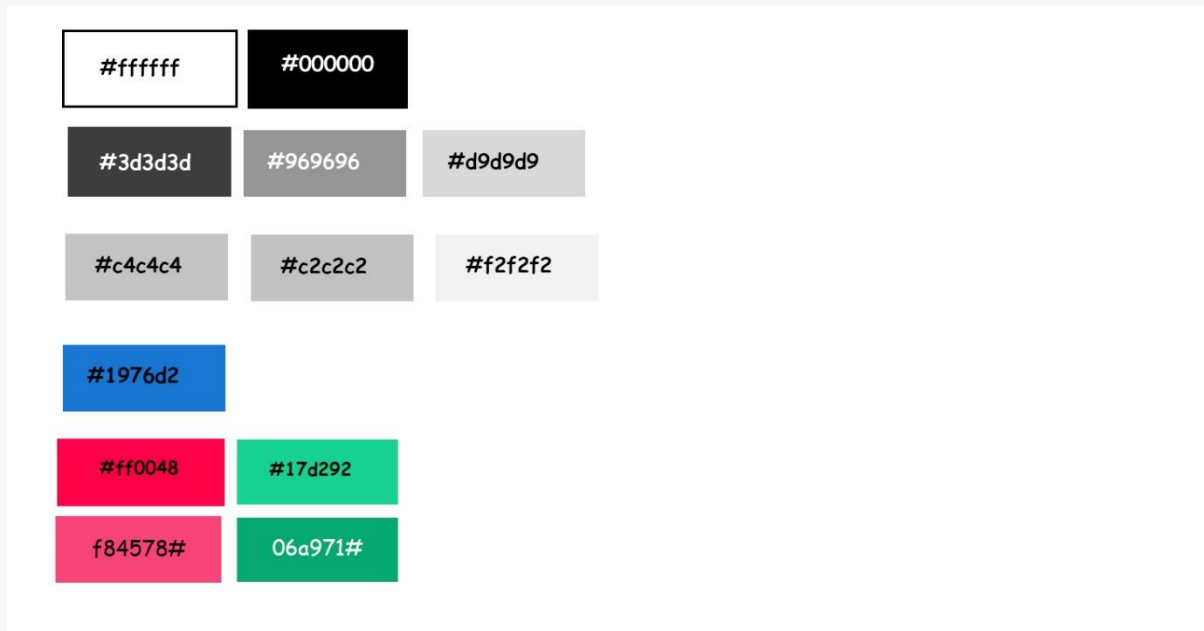 #ffffff #000000
#3d3d3d #969696 #d9d9d9
#c4c4c4 #c2c2c2 #f2f2f2
#1976d2
#ff0048 #17d292
f84578# 06a971#